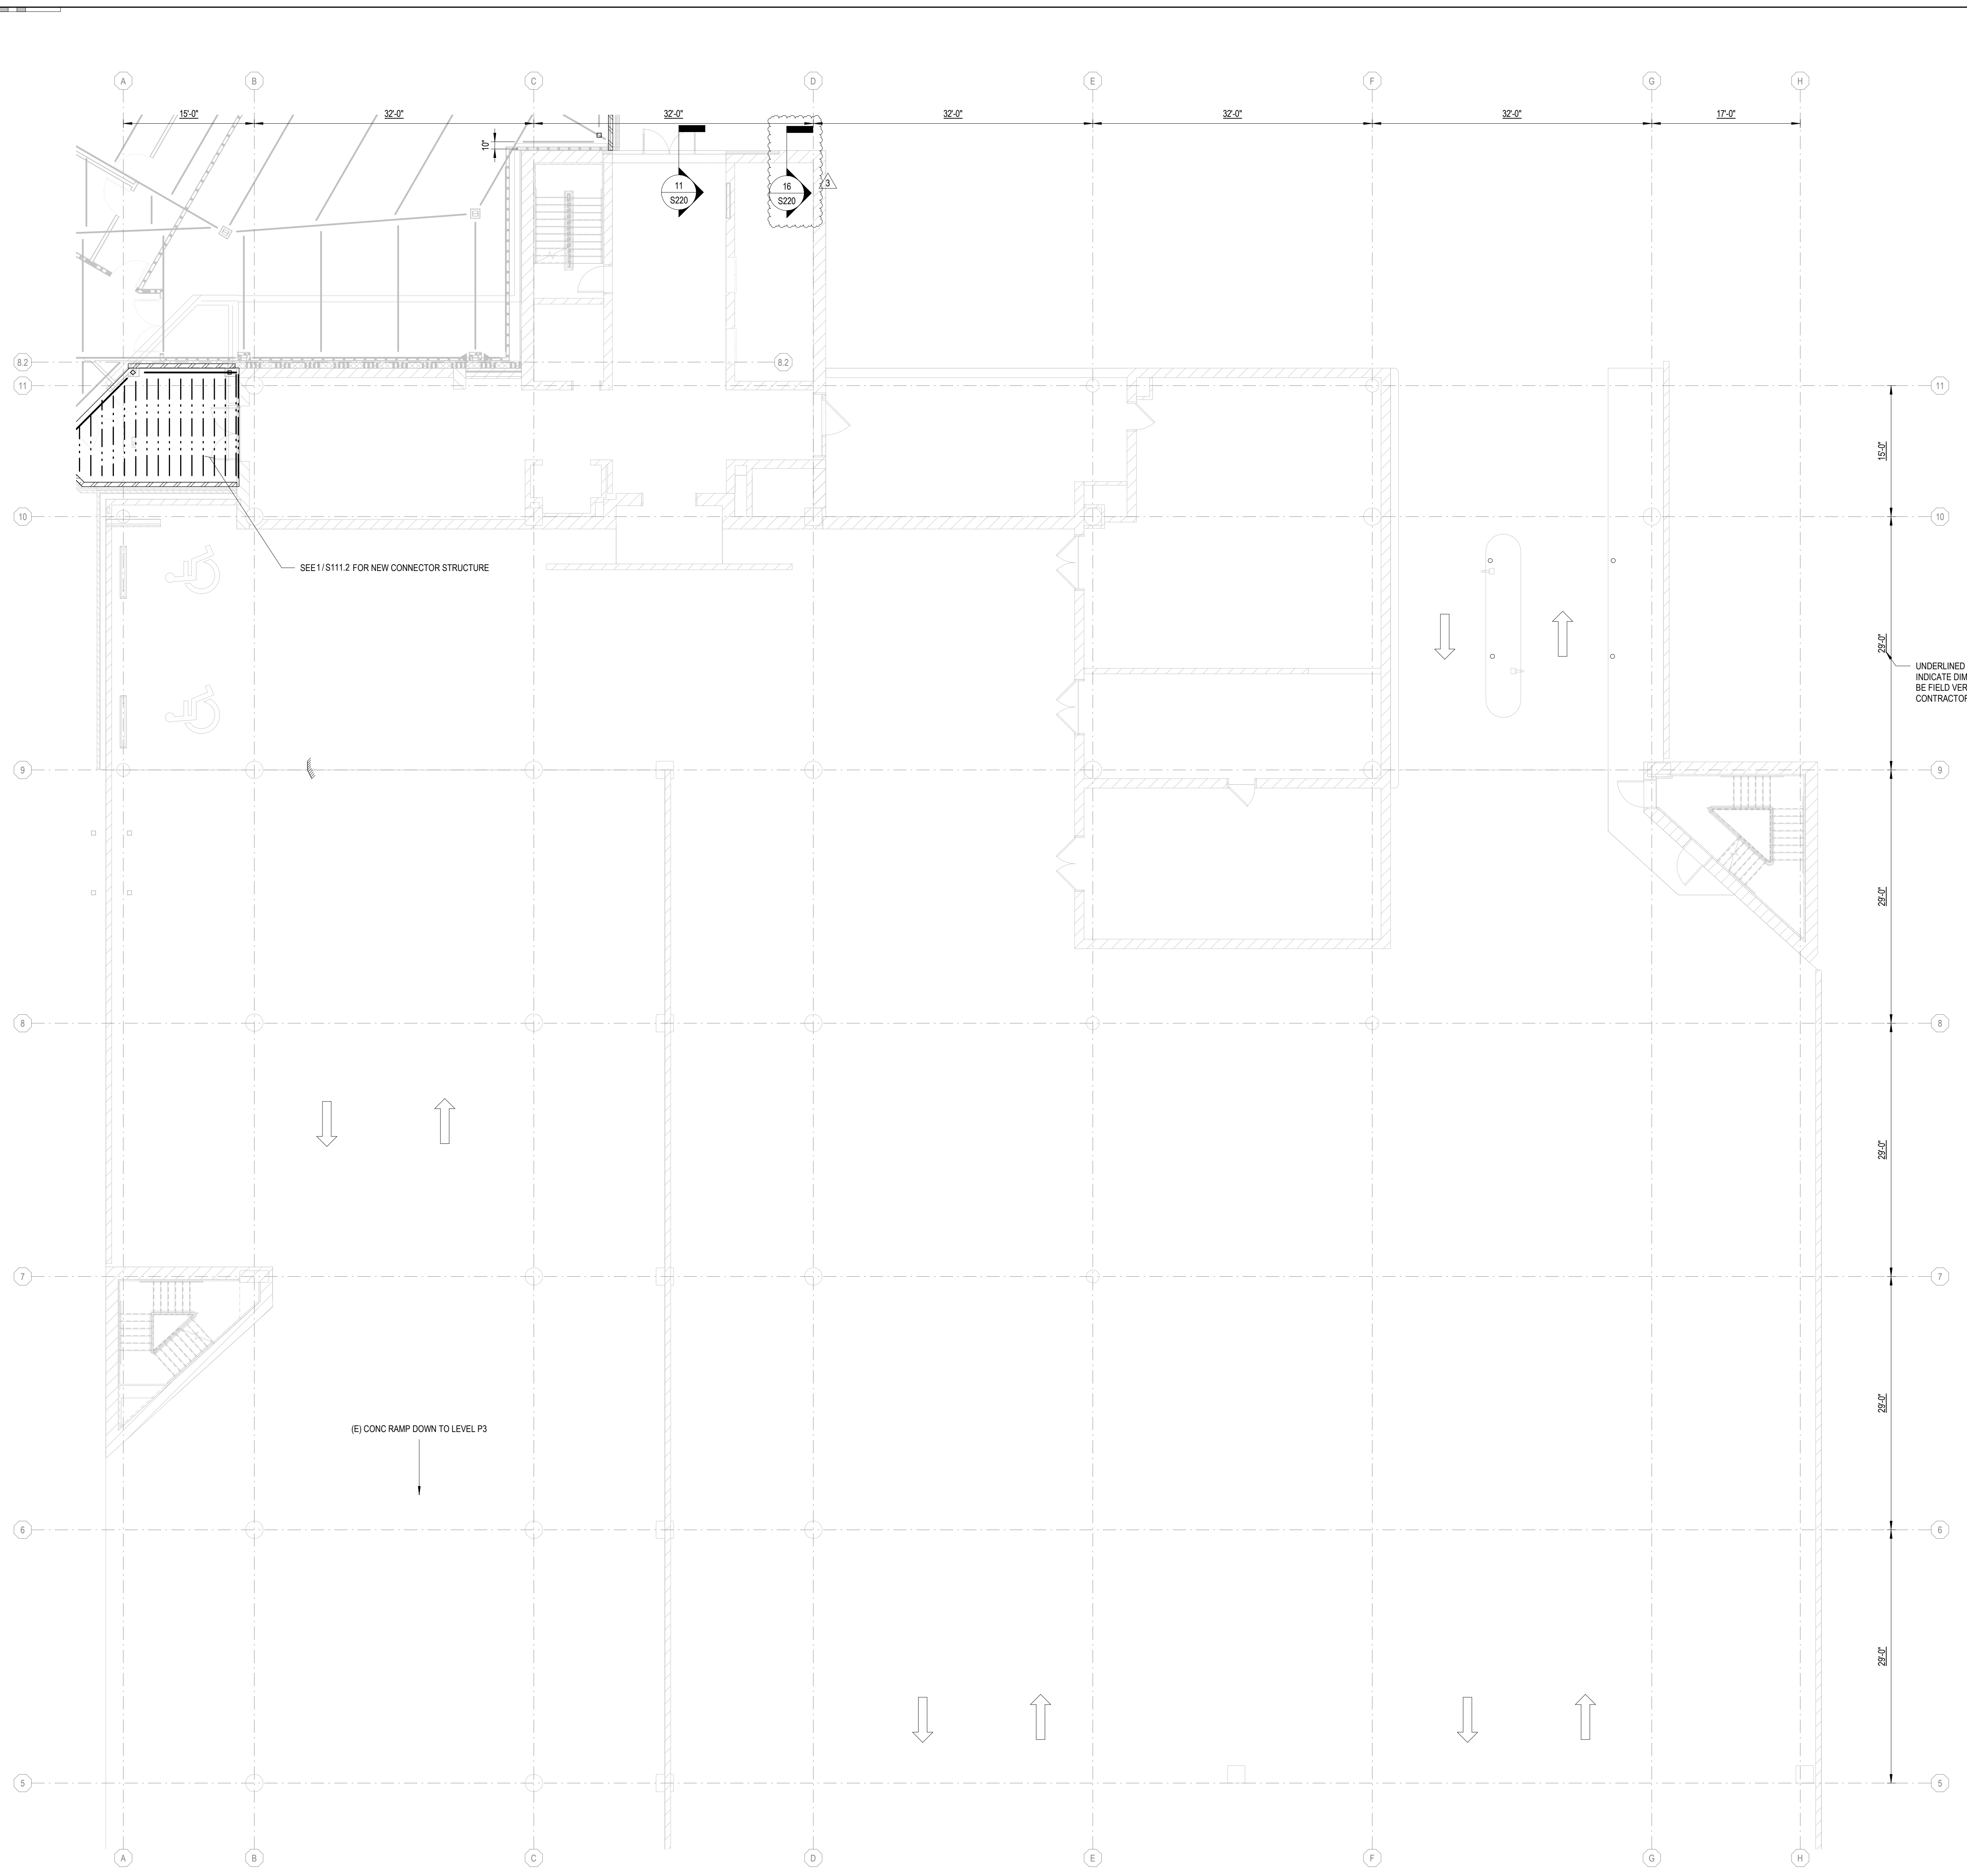 A B C D E F G H
15'-0" 32'-0" 32'-0" 32'-0" 32'-0" 32'-0" 17'-0"
10"
11
S220
16
S220
3
8.2 8.2
11 11
15'-0"
10 10
SEE 1 / S111.2 FOR NEW CONNECTOR STRUCTURE
29'-0"
UNDERLINED
INDICATE DIM
BE FIELD VER
CONTRACTOR
9 9
29'-0"
8 8
29'-0"
7 7
29'-0"
(E) CONC RAMP DOWN TO LEVEL P3
6 6
29'-0"
5 5
A B C D E F G H